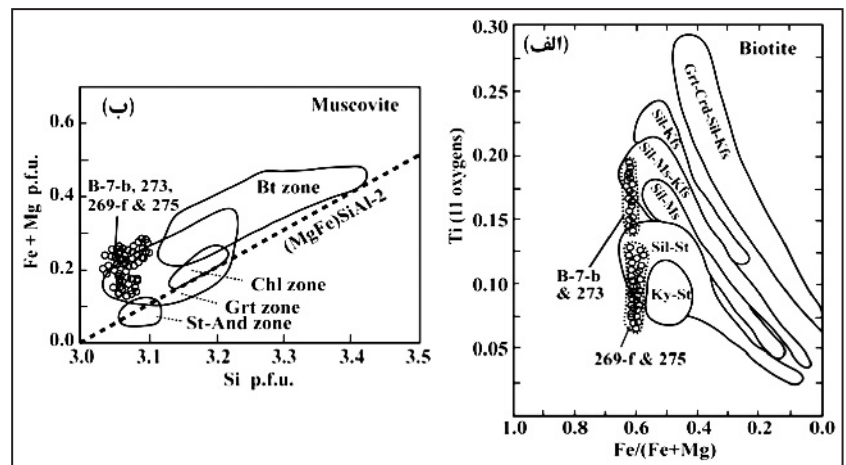 (ب)
Muscovite
Fe + Mg p.f.u.
0.6
0.4
0.2
0.0
B-7-b, 273,
269-f & 275
Bt zone
(MgFe)SiAl-2
Chl zone
Grt zone
St-And zone
3.0 3.1 3.2 3.3 3.4 3.5
Si p.f.u.
(الف)
Biotite
Ti (11 oxygens)
0.30
0.25
0.20
0.15
0.10
0.05
Grt-Crd-Sil-Kfs
Sil-Kfs
Sil-Ms-Kfs
Sil-Ms
Sil-St
Ky-St
B-7-b
& 273
269-f & 275
1.0 0.8 0.6 0.4 0.2 0.0
Fe/(Fe+Mg)